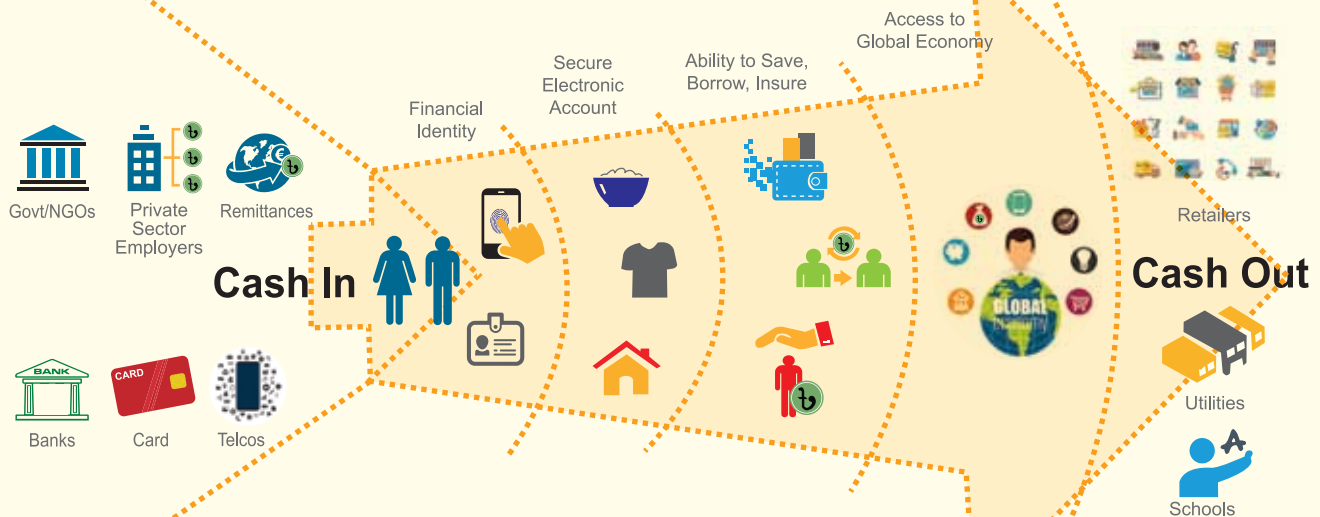 Access to
Global Economy
Secure
Electronic
Account
Ability to Save,
Borrow, Insure
Financial
Identity
Govt/NGOs
Private
Sector
Employers
Remittances
Retailers
Cash In
Cash Out
৳
৳
৳
৳
৳
৳
GLOBAL
ECONOMY
BANK
CARD
Banks
Card
Telcos
Utilities
A
Schools